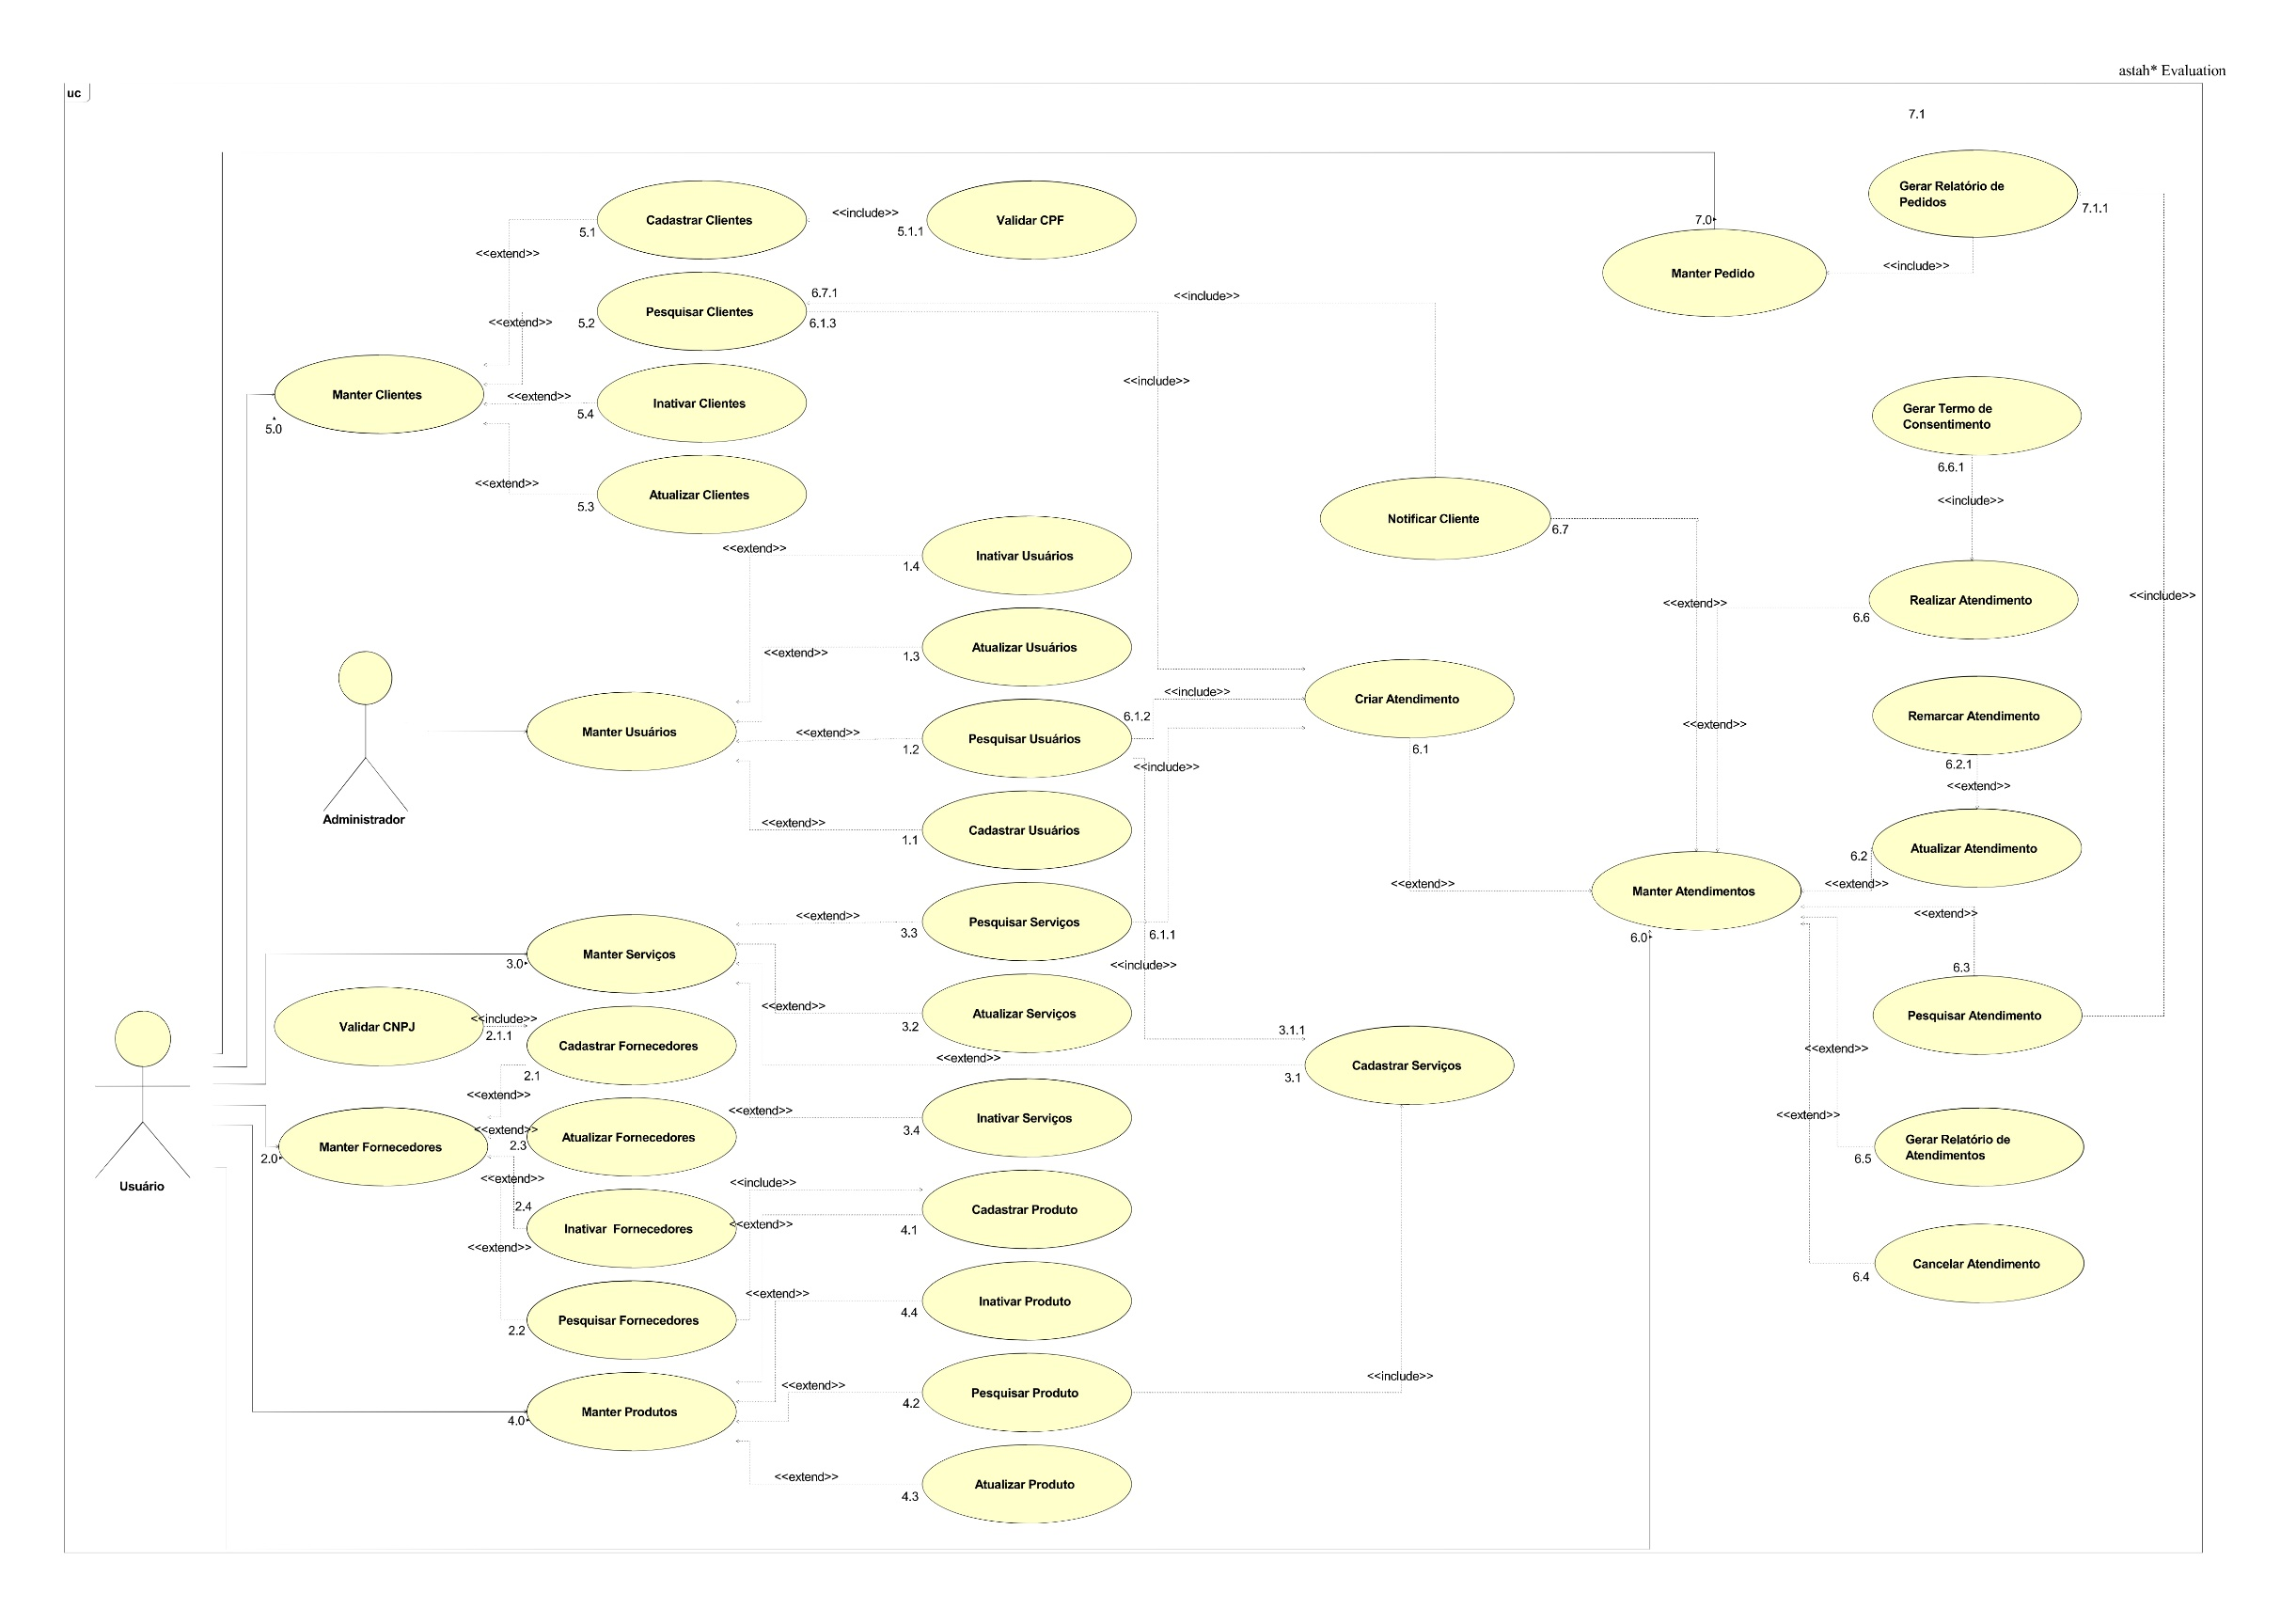 astah* Evaluation
uc
7.1
Gerar Relatório de
Pedidos
7.1.1
Cadastrar Clientes
<<include>>
Validar CPF
5.1
5.1.1
7.0
<<extend>>
Manter Pedido
<<include>>
6.7.1
<<include>>
Pesquisar Clientes
<<extend>>
5.2
6.1.3
<<include>>
Manter Clientes
<<extend>>
Inativar Clientes
5.4
5.0
Gerar Termo de
Consentimento
6.6.1
<<extend>>
Atualizar Clientes
5.3
<<include>>
Notificar Cliente
6.7
<<extend>>
Inativar Usuários
1.4
<<include>>
Realizar Atendimento
<<extend>>
6.6
<<extend>>
Atualizar Usuários
1.3
<<include>>
Criar Atendimento
6.1.2
Remarcar Atendimento
<<extend>>
Manter Usuários
<<extend>>
Pesquisar Usuários
1.2
6.1
<<include>>
6.2.1
<<extend>>
Administrador
<<extend>>
Cadastrar Usuários
1.1
6.2
Atualizar Atendimento
<<extend>>
Manter Atendimentos
<<extend>>
<<extend>>
<<extend>>
Pesquisar Serviços
3.3
6.1.1
6.0
Manter Serviços
3.0
<<include>>
6.3
<<extend>>
Atualizar Serviços
3.2
Pesquisar Atendimento
Validar CNPJ
<<include>>
2.1.1
3.1.1
Cadastrar Fornecedores
2.1
<<extend>>
Cadastrar Serviços
3.1
<<extend>>
<<extend>>
<<extend>>
Inativar Serviços
3.4
<<extend>>
<<extend>>
2.3
Atualizar Fornecedores
Manter Fornecedores
2.0
Gerar Relatório de
Atendimentos
6.5
Usuário
<<extend>>
<<include>>
2.4
Inativar  Fornecedores
<<extend>>
Cadastrar Produto
4.1
<<extend>>
Cancelar Atendimento
6.4
<<extend>>
Inativar Produto
4.4
Pesquisar Fornecedores
2.2
<<include>>
<<extend>>
Pesquisar Produto
4.2
Manter Produtos
4.0
<<extend>>
Atualizar Produto
4.3